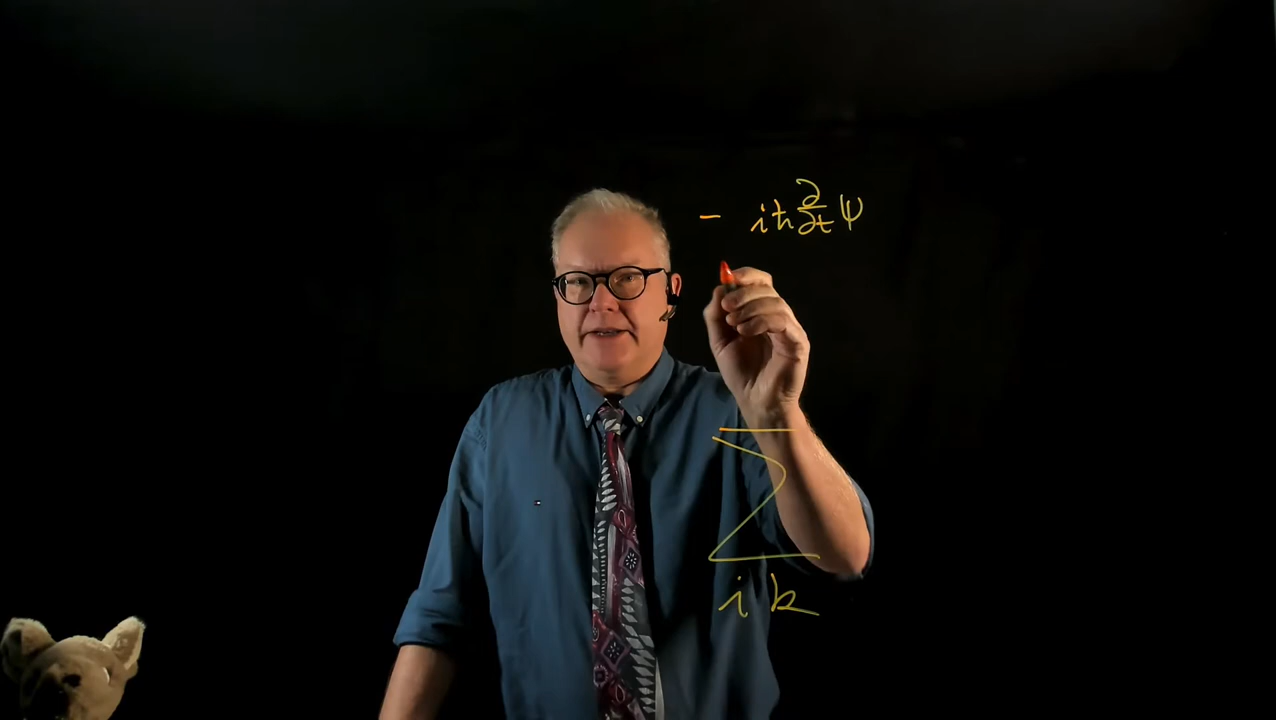 - iħ ∂/∂t ψ
∑
i k